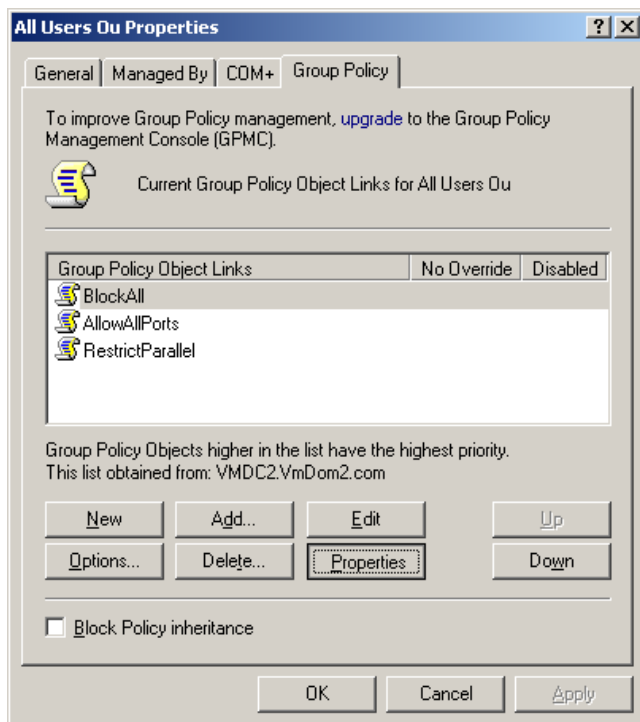 All Users Ou Properties
General Managed By COM+ Group Policy
To improve Group Policy management, upgrade to the Group Policy
Management Console (GPMC).
Current Group Policy Object Links for All Users Ou
Group Policy Object Links No Override Disabled
BlockAll
AllowAllPorts
RestrictParallel
Group Policy Objects higher in the list have the highest priority.
This list obtained from: VMDC2.VmDom2.com
New Add... Edit Up
Options... Delete... Properties Down
Block Policy inheritance
OK Cancel Apply